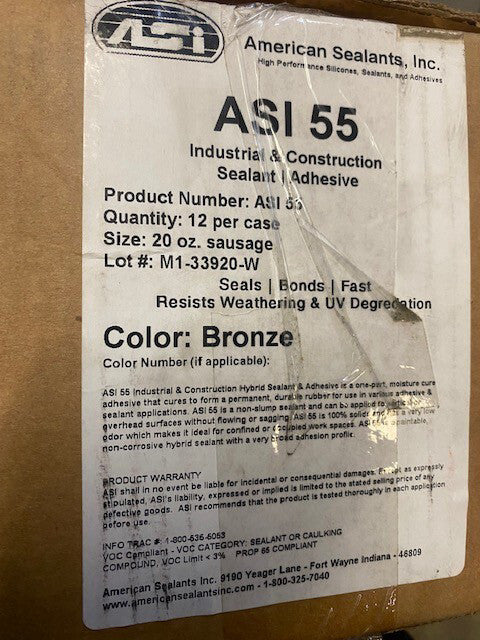 ASi
American Sealants, Inc.
High Performance Silicones, Sealants, and Adhesives
ASI 55
Industrial & Construction
Sealant | Adhesive
Product Number: ASI 55
Quantity: 12 per case
Size: 20 oz. sausage
Lot #: M1-33920-W
Seals | Bonds | Fast
Resists Weathering & UV Degredation
Color: Bronze
Color Number (if applicable):
ASI 55 Industrial & Construction Hybrid Sealant & Adhesive is a one-part, moisture cure
adhesive that cures to form a permanent, durable rubber for use in various adhesive &
sealant applications. ASI 55 is a non-slump sealant and can be applied to vertical or
overhead surfaces without flowing or sagging. ASI 55 is 100% solids and has a very low
odor which makes it ideal for confined or occupied work spaces. ASI 55 is a paintable,
non-corrosive hybrid sealant with a very broad adhesion profile.
PRODUCT WARRANTY
ASI shall in no event be liable for incidental or consequential damages. Except as expressly
stipulated, ASI's liability, expressed or implied is limited to the stated selling price of any
defective goods. ASI recommends that the product is tested thoroughly in each application
before use.
INFO TRAC #: 1-800-535-5053
VOC Compliant - VOC CATEGORY: SEALANT OR CAULKING
COMPOUND, VOC Limit < 3% PROP 65 COMPLIANT
American Sealants Inc. 9190 Yeager Lane - Fort Wayne Indiana - 46809
www.americansealantsinc.com - 1-800-325-7040